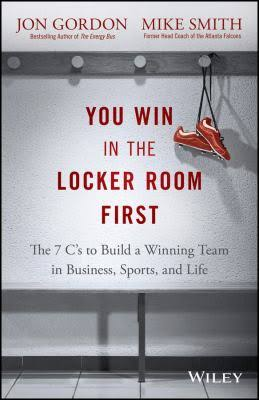 JON GORDON MIKE SMITH
Bestselling Author of The Energy Bus Former Head Coach of the Atlanta Falcons
YOU WIN
IN THE
LOCKER ROOM
FIRST
The 7 C's to Build a Winning Team
in Business, Sports, and Life
WILEY